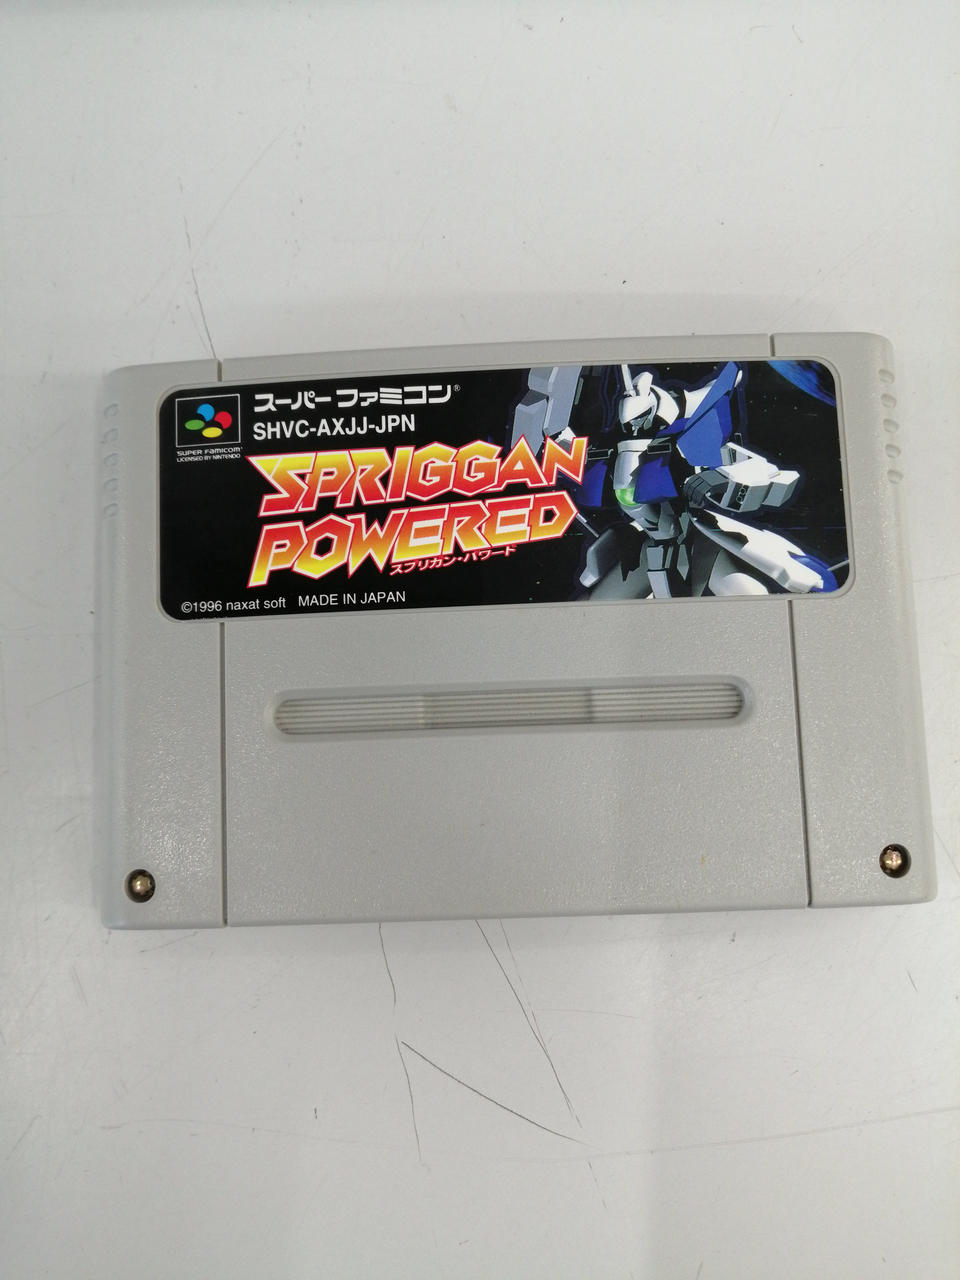 スーパーファミコン®
SHVC-AXJJ-JPN
SUPER FAMICOM
LICENSED BY NINTENDO
SPRIGGAN
POWERED
スプリガン・パワード
©1996 naxat soft MADE IN JAPAN